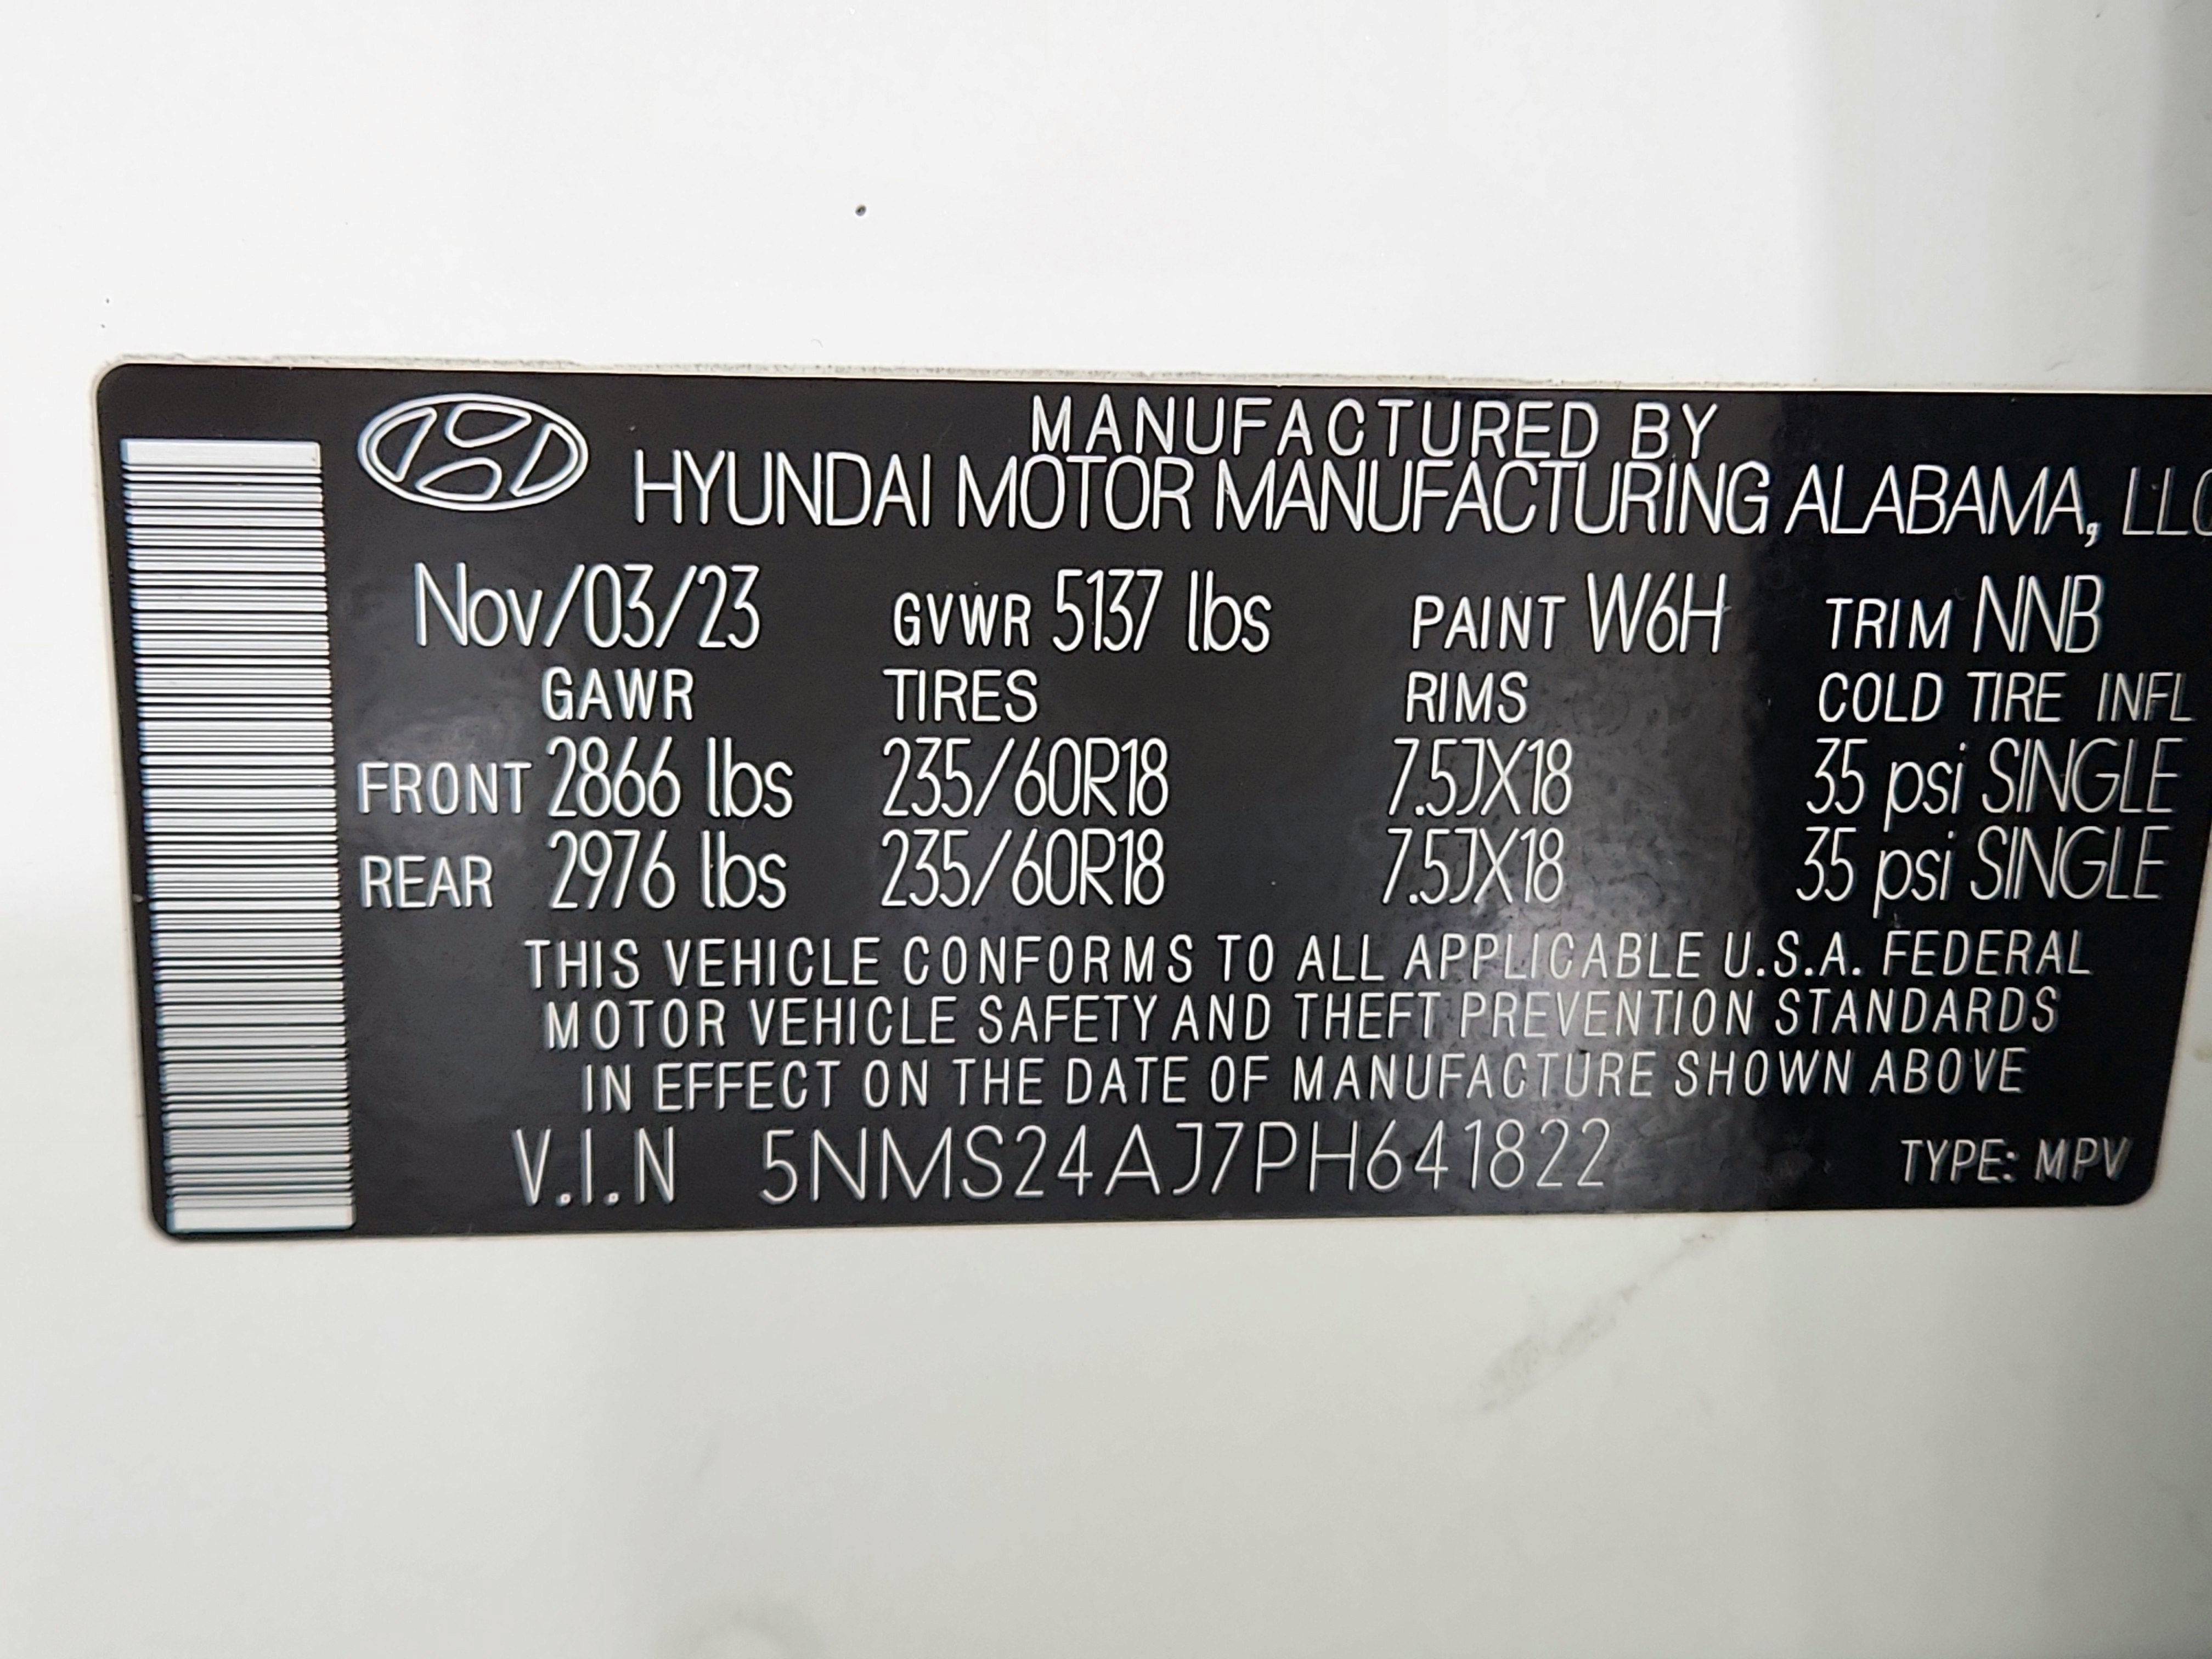 MANUFACTURED BY
HYUNDAI MOTOR MANUFACTURING ALABAMA, LLC
Nov/03/23 GVWR 5137 lbs PAINT W6H TRIM NNB
GAWR TIRES RIMS COLD TIRE INFL
FRONT 2866 lbs 235/60R18 7.5JX18 35 psi SINGLE
REAR 2976 lbs 235/60R18 7.5JX18 35 psi SINGLE
THIS VEHICLE CONFORMS TO ALL APPLICABLE U.S.A. FEDERAL
MOTOR VEHICLE SAFETY AND THEFT PREVENTION STANDARDS
IN EFFECT ON THE DATE OF MANUFACTURE SHOWN ABOVE
V.I.N 5NMS24AJ7PH641822 TYPE: MPV